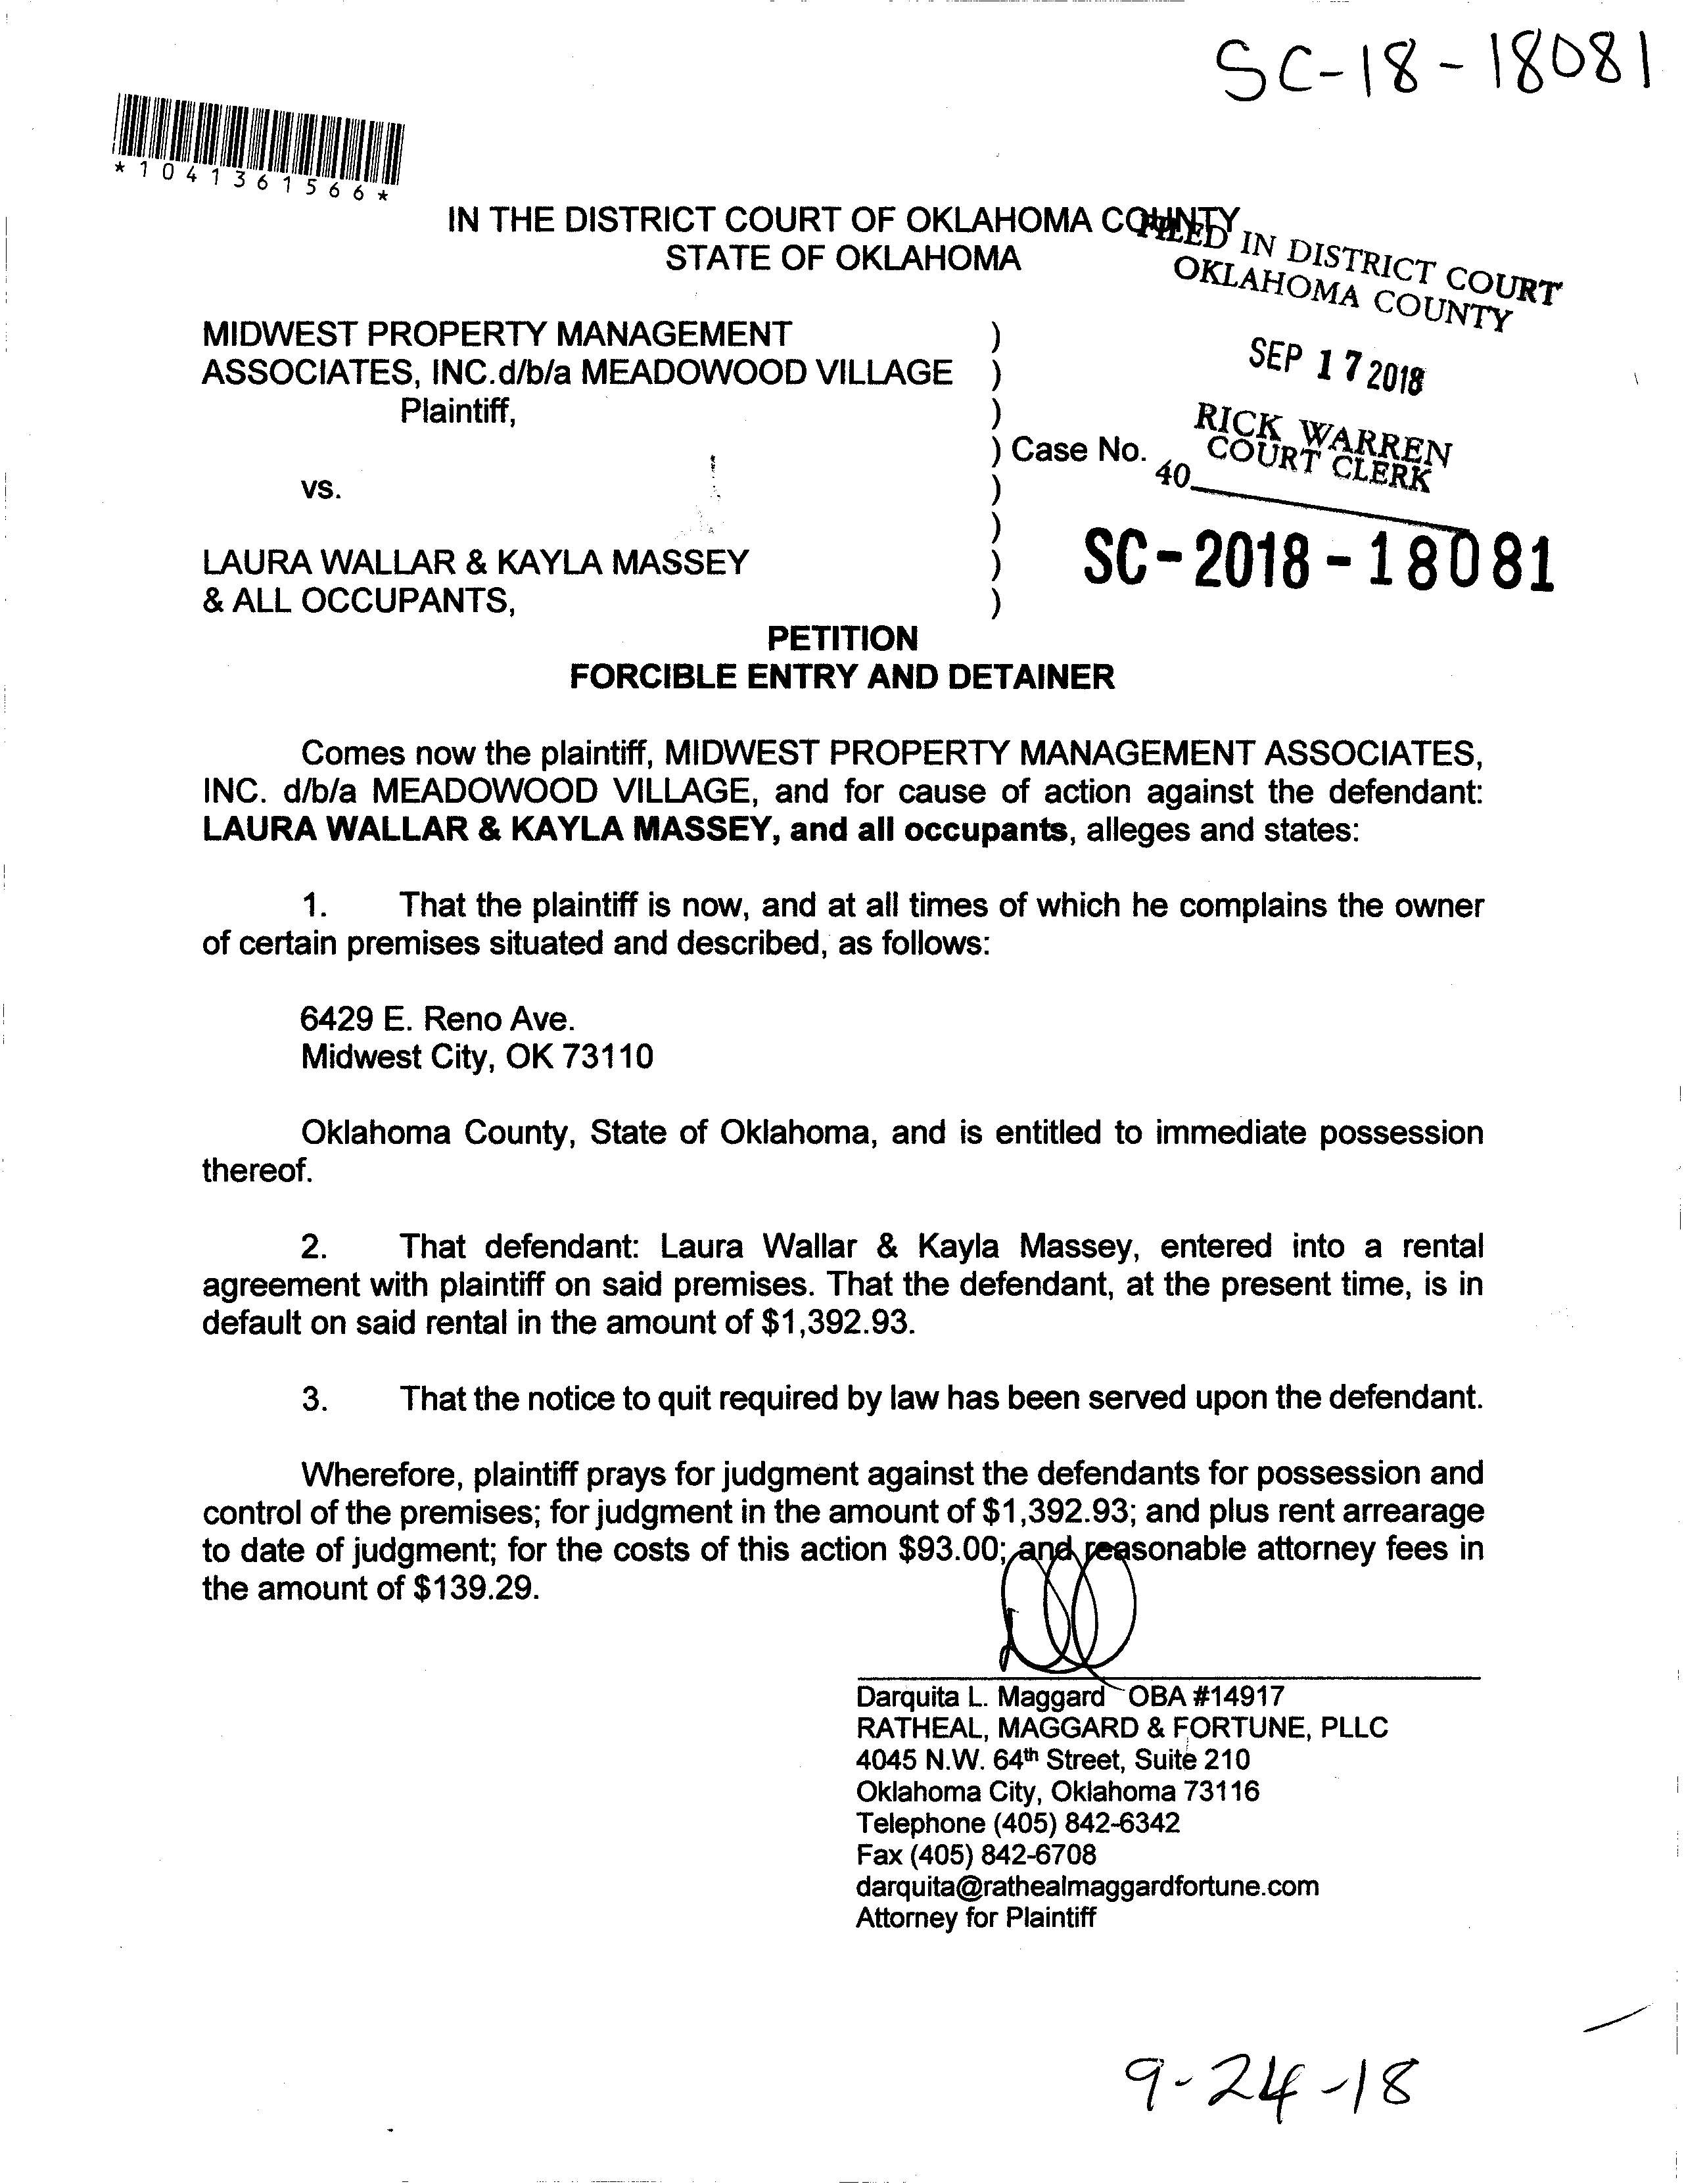 SC-18-18081
*1041361566*
IN THE DISTRICT COURT OF OKLAHOMA COUNTY
STATE OF OKLAHOMA
FILED IN DISTRICT COURT
OKLAHOMA COUNTY
SEP 17 2018
RICK WARREN
COURT CLERK
40
MIDWEST PROPERTY MANAGEMENT )
ASSOCIATES, INC.d/b/a MEADOWOOD VILLAGE )
Plaintiff, )
) Case No.
vs. )
)
LAURA WALLAR & KAYLA MASSEY )
& ALL OCCUPANTS, )
SC-2018-18081
PETITION
FORCIBLE ENTRY AND DETAINER
Comes now the plaintiff, MIDWEST PROPERTY MANAGEMENT ASSOCIATES,
INC. d/b/a MEADOWOOD VILLAGE, and for cause of action against the defendant:
LAURA WALLAR & KAYLA MASSEY, and all occupants, alleges and states:
1. That the plaintiff is now, and at all times of which he complains the owner
of certain premises situated and described, as follows:
6429 E. Reno Ave.
Midwest City, OK 73110
Oklahoma County, State of Oklahoma, and is entitled to immediate possession
thereof.
2. That defendant: Laura Wallar & Kayla Massey, entered into a rental
agreement with plaintiff on said premises. That the defendant, at the present time, is in
default on said rental in the amount of $1,392.93.
3. That the notice to quit required by law has been served upon the defendant.
Wherefore, plaintiff prays for judgment against the defendants for possession and
control of the premises; for judgment in the amount of $1,392.93; and plus rent arrearage
to date of judgment; for the costs of this action $93.00; and reasonable attorney fees in
the amount of $139.29.
Darquita L. Maggard OBA #14917
RATHEAL, MAGGARD & FORTUNE, PLLC
4045 N.W. 64th Street, Suite 210
Oklahoma City, Oklahoma 73116
Telephone (405) 842-6342
Fax (405) 842-6708
darquita@rathealmaggardfortune.com
Attorney for Plaintiff
9-24-18